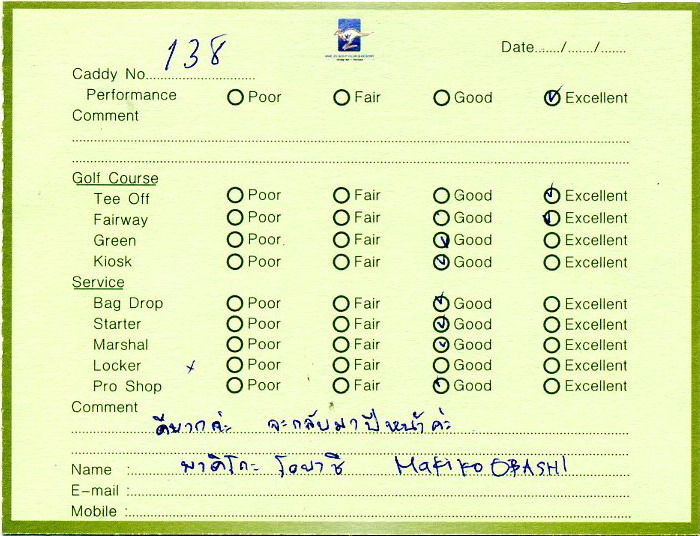 138
Date....../....../......
Caddy No.
Performance Poor Fair Good Excellent
Comment
Golf Course
Tee Off Poor Fair Good Excellent
Fairway Poor Fair Good Excellent
Green Poor Fair Good Excellent
Kiosk Poor Fair Good Excellent
Service
Bag Drop Poor Fair Good Excellent
Starter Poor Fair Good Excellent
Marshal Poor Fair Good Excellent
Locker x Poor Fair Good Excellent
Pro Shop Poor Fair Good Excellent
Comment
ดีมากค่ะ จะกลับมาปีหน้าค่ะ
Name : มาคิโกะ โอบาชิ Makiko OBASHI
E-mail :
Mobile :